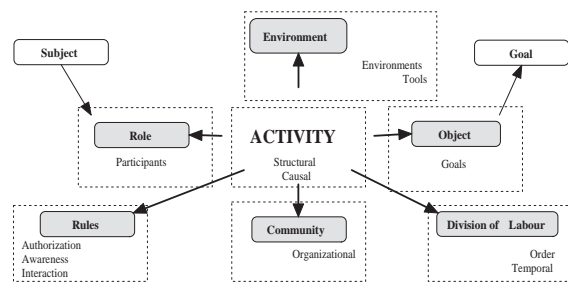 Environment
Subject
Goal
Environments
Tools
Role
ACTIVITY
Object
Participants
Structural
Causal
Goals
Rules
Community
Division of Labour
Authorization
Awareness
Interaction
Organizational
Order
Temporal